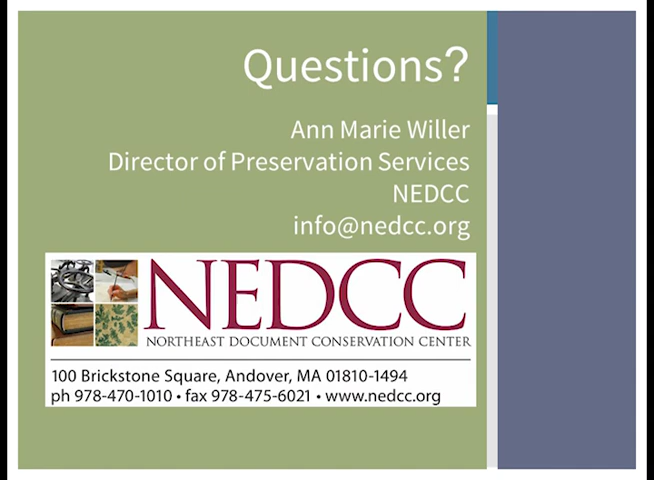 Questions?
Ann Marie Willer
Director of Preservation Services
NEDCC
info@nedcc.org
NEDCC
NORTHEAST DOCUMENT CONSERVATION CENTER
100 Brickstone Square, Andover, MA 01810-1494
ph 978-470-1010 • fax 978-475-6021 • www.nedcc.org